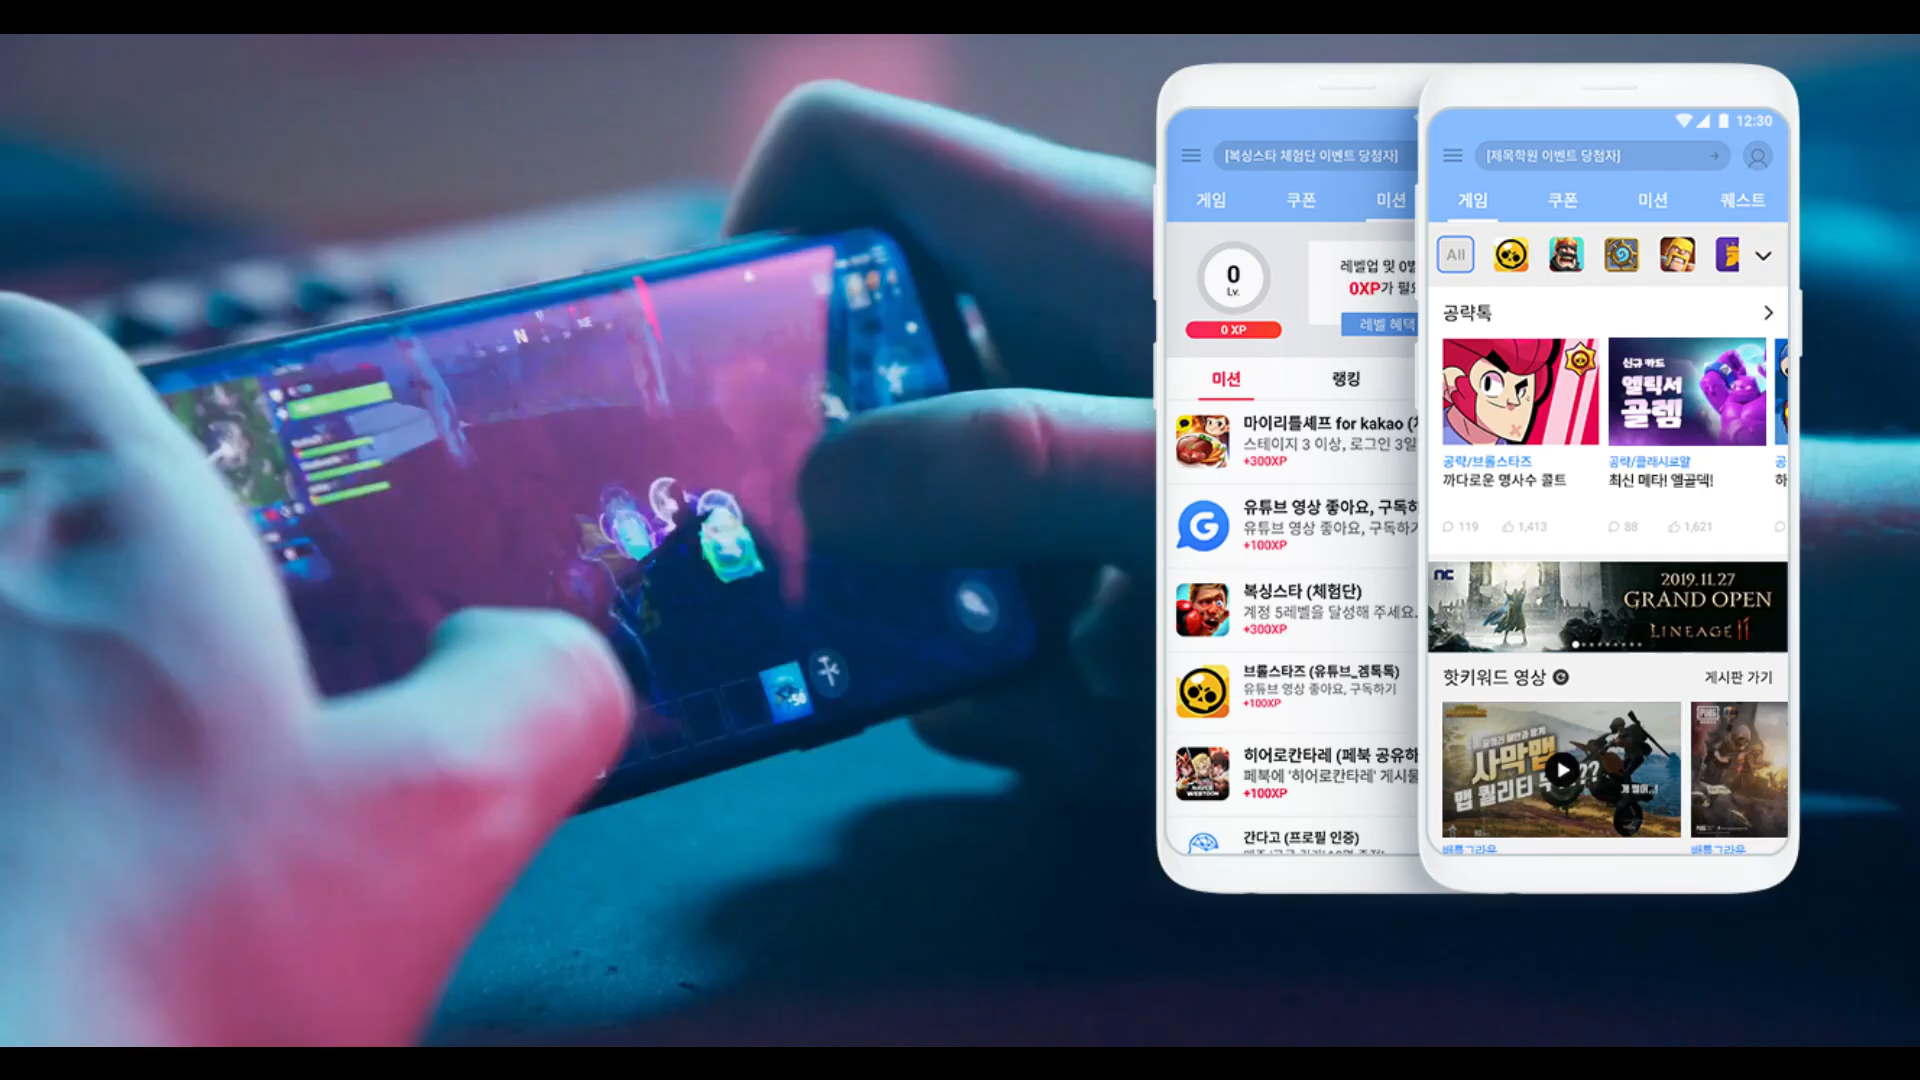 N
NE
50
[복싱스타 체험단 이벤트 당첨자]
게임
쿠폰
미션
0
Lv.
0 XP
레벨업 및 0
0XP가 필요
레벨 혜택
미션
랭킹
마이리틀셰프 for kakao (
스테이지 3 이상, 로그인 3일
+300XP
유튜브 영상 좋아요, 구독하
유튜브 영상 좋아요, 구독하기
+100XP
복싱스타 (체험단)
계정 5레벨을 달성해 주세요.
+300XP
브롤스타즈 (유튜브_겜톡톡)
유튜브 영상 좋아요, 구독하기
+100XP
히어로칸타레 (페북 공유하
페북에 '히어로칸타레' 게시물
+100XP
NAVER
WEBTOON
간다고 (프로필 인증)
12:30
[제목학원 이벤트 당첨자]
게임
쿠폰
미션
퀘스트
All
공략톡
신규 카드
엘릭서
골렘
공략/브롤스타즈
까다로운 명사수 콜트
119
1,413
공략/클래시로얄
최신 메타! 엘골덱!
88
1,621
공
하
NC
2019.11.27
GRAND OPEN
LINEAGE II
핫키워드 영상
게시판 가기
사막맵
맵 퀄리티
??
개 쩔어..!
PUBG
배틀그라운
배틀그라운